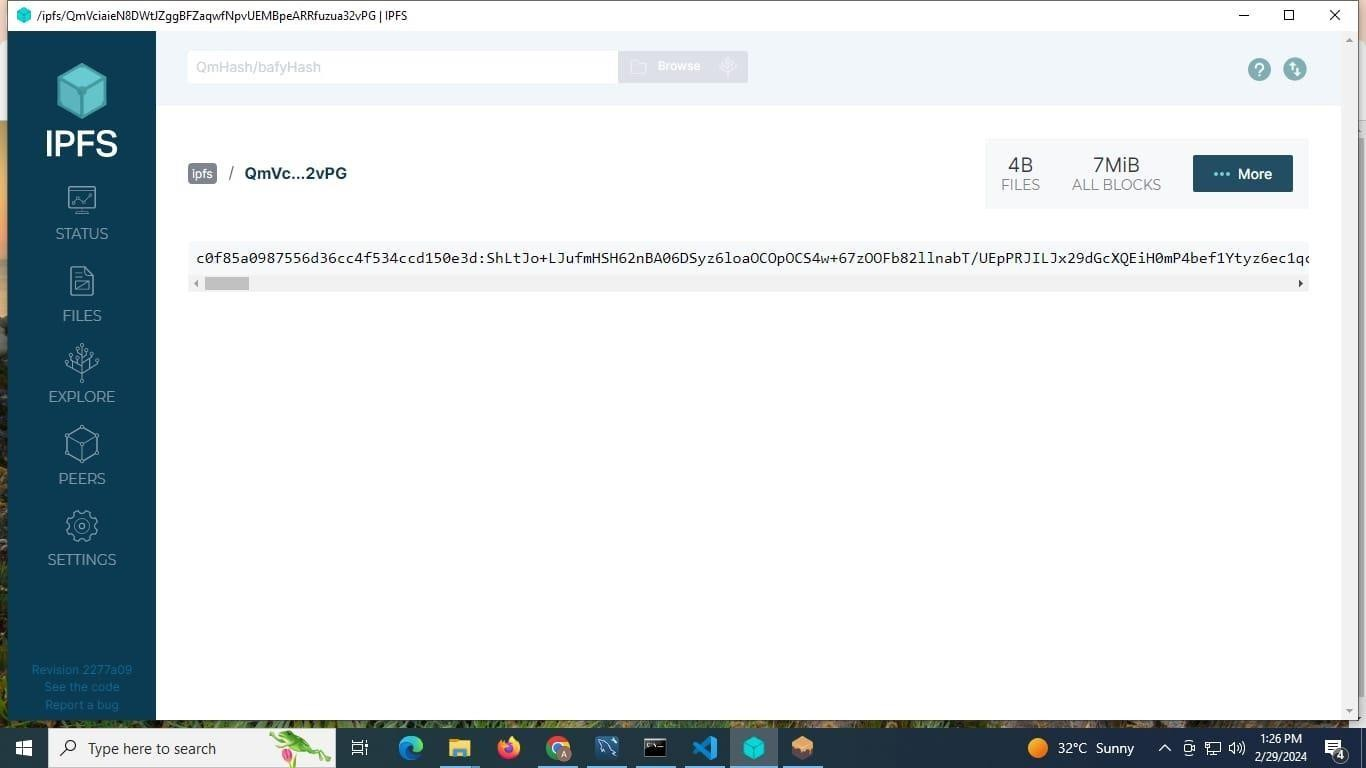 /ipfs/QmVciaieN8DWtJZggBFZaqwfNpvUEMBpeARRfuzua32vPG | IPFS
QmHash/bafyHash
Browse
IPFS
ipfs / QmVc...2vPG
4B
FILES
7MiB
ALL BLOCKS
••• More
STATUS
c0f85a0987556d36cc4f534ccd150e3d:ShLtJo+LJufmHSH62nBA06DSyz6loaOCOpOCS4w+67zOOFb82llnabT/UEpPRJILJx29dGcXQEiH0mP4bef1Ytyz6ec1qc
FILES
EXPLORE
PEERS
SETTINGS
Revision 2277a09
See the code
Report a bug
Type here to search
32°C Sunny
1:26 PM
2/29/2024
4